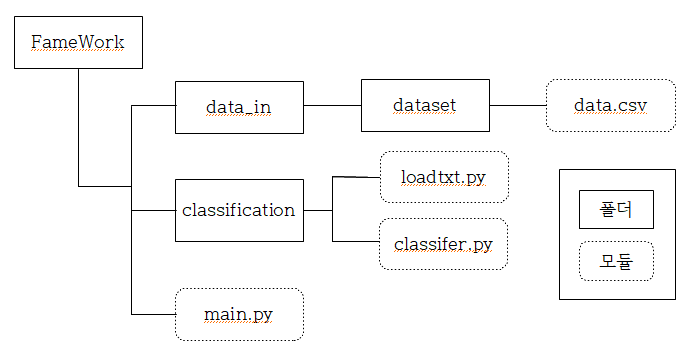 FameWork
data_in
dataset
data.csv
classification
loadtxt.py
classifer.py
main.py
폴더
모듈